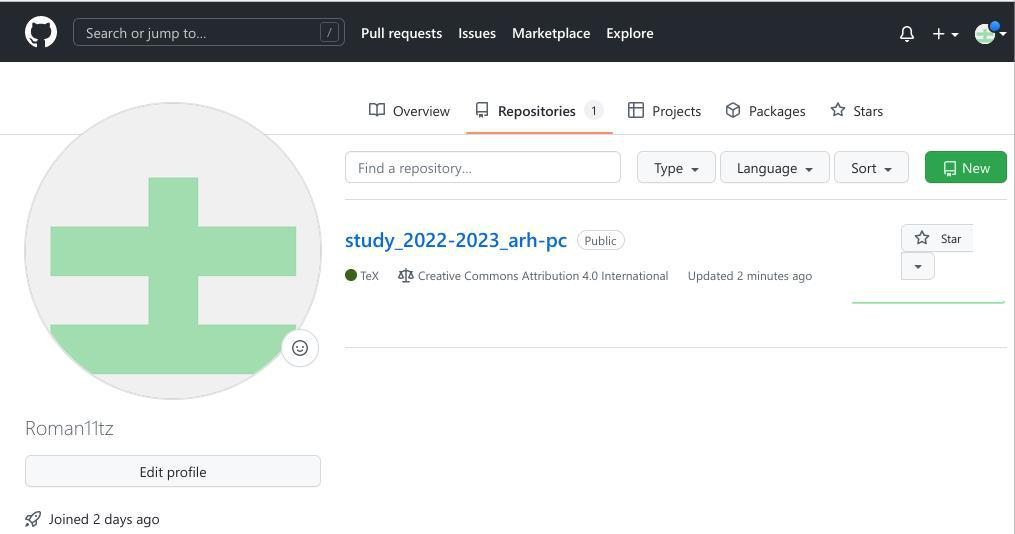 Search or jump to... /
Pull requests Issues Marketplace Explore
Overview Repositories 1 Projects Packages Stars
Find a repository... Type Language Sort New
study_2022-2023_arh-pc Public
Star
TeX Creative Commons Attribution 4.0 International Updated 2 minutes ago
Roman11tz
Edit profile
Joined 2 days ago